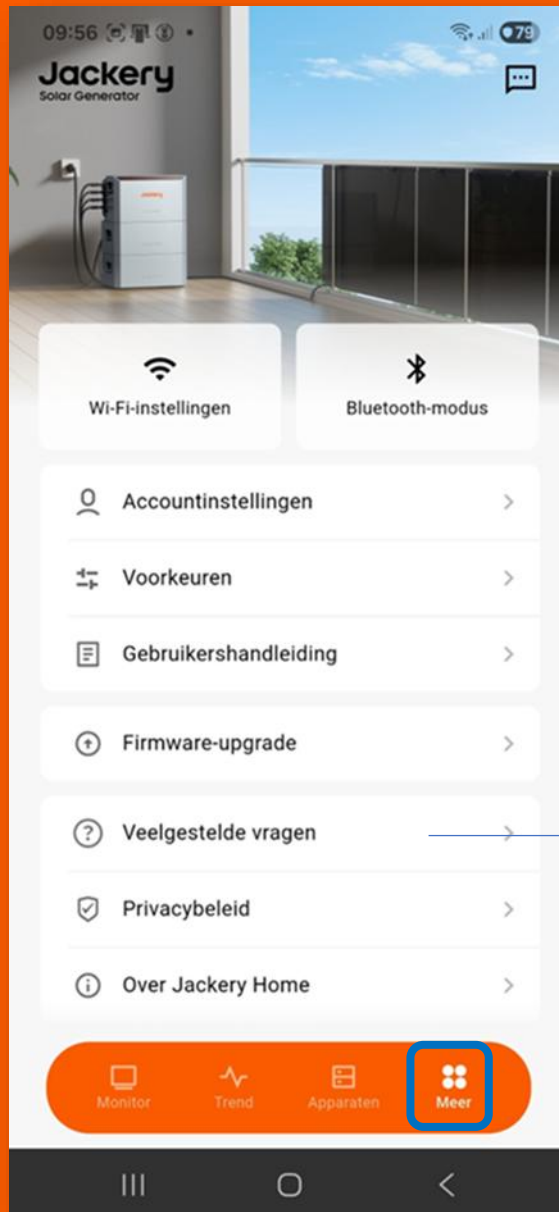 09:56
79
Jackery
Solar Generator
Wi-Fi-instellingen
Bluetooth-modus
Accountinstellingen
Voorkeuren
Gebruikershandleiding
Firmware-upgrade
Veelgestelde vragen
Privacybeleid
Over Jackery Home
Monitor
Trend
Apparaten
Meer